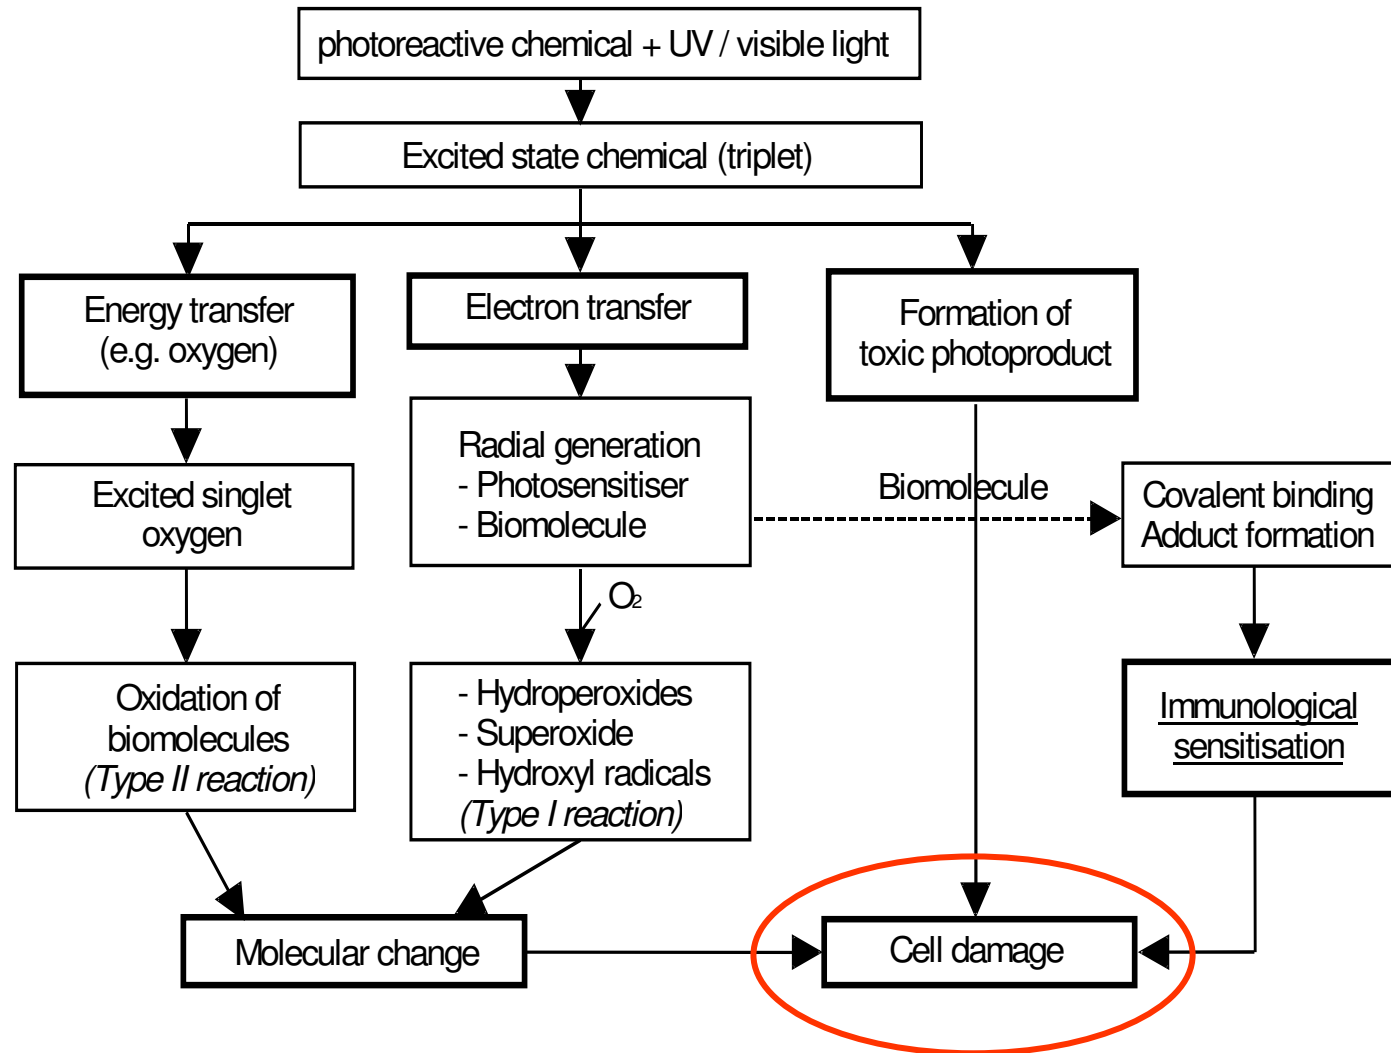 photoreactive chemical + UV / visible light
Excited state chemical (triplet)
Energy transfer
(e.g. oxygen)
Electron transfer
Formation of
toxic photoproduct
Radial generation
- Photosensitiser
- Biomolecule
Biomolecule
Covalent binding
Adduct formation
Excited singlet
oxygen
O₂
Oxidation of
biomolecules
(Type II reaction)
- Hydroperoxides
- Superoxide
- Hydroxyl radicals
(Type I reaction)
Immunological
sensitisation
Molecular change
Cell damage